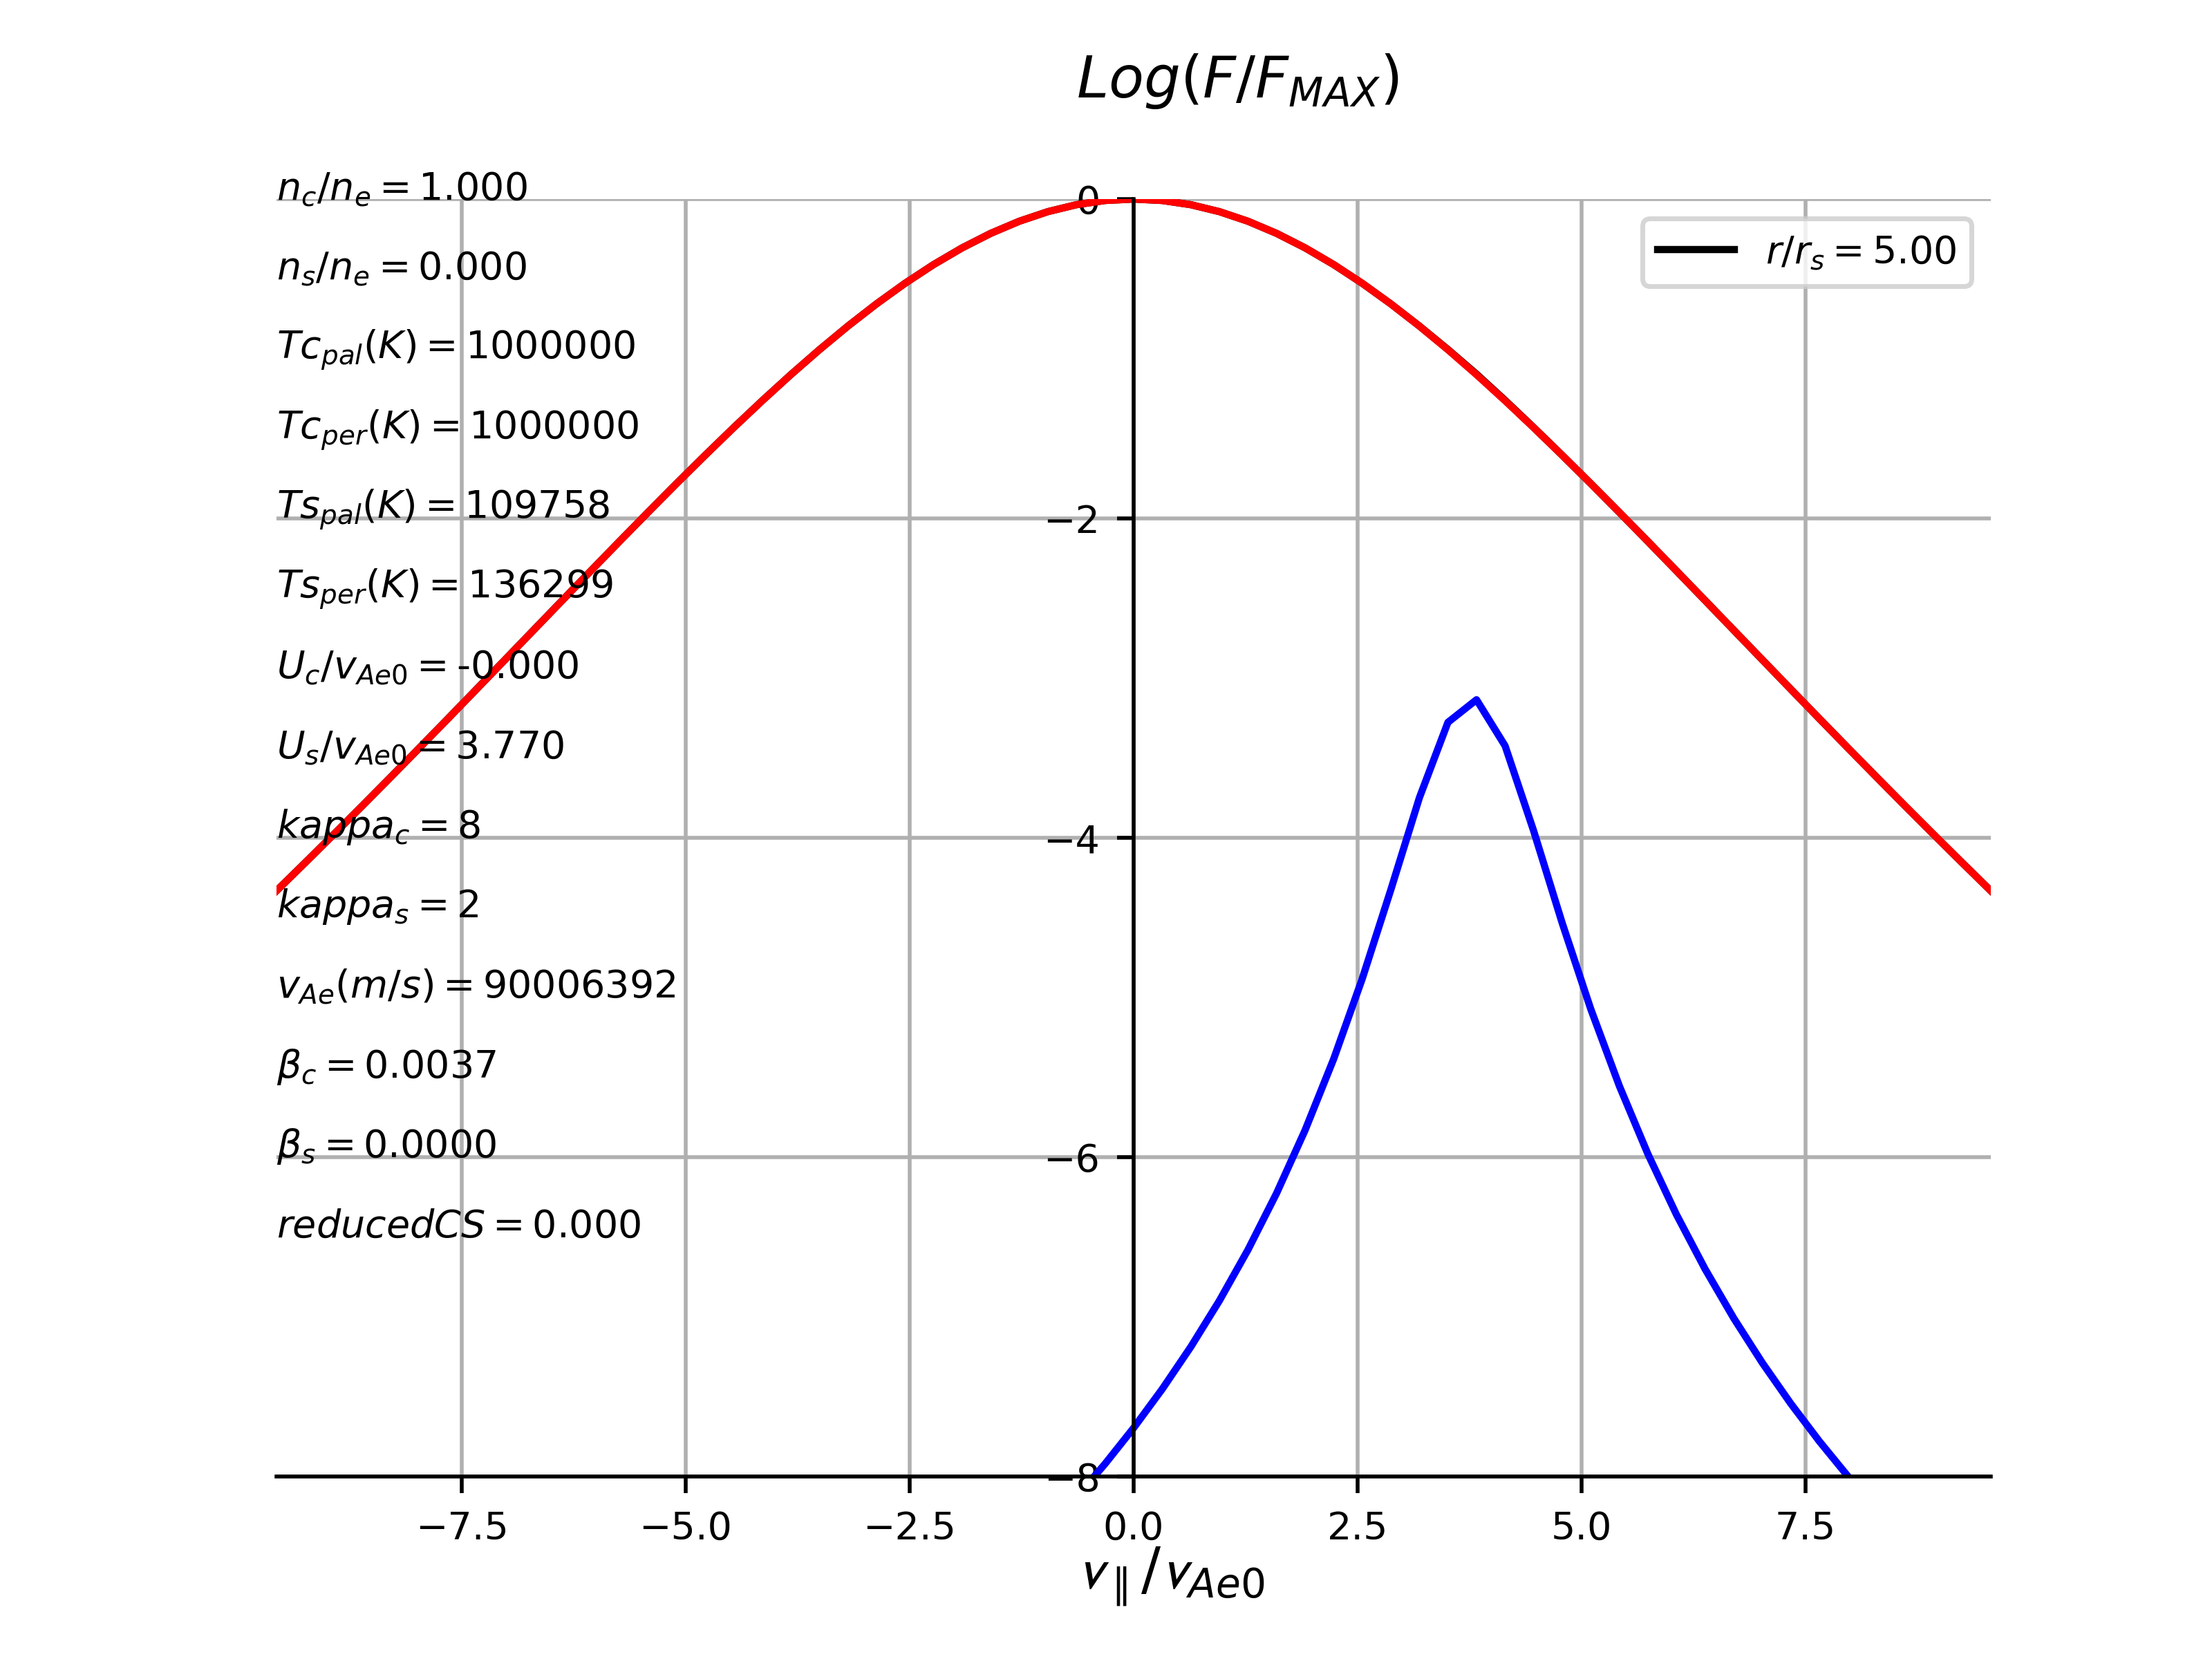 Log(F/F_MAX)
n_c/n_e = 1.000
0
r/r_s = 5.00
n_s/n_e = 0.000
Tc_pal(K) = 1000000
Tc_per(K) = 1000000
Ts_pal(K) = 109758
−2
Ts_per(K) = 136299
U_c/v_Ae0 = -0.000
U_s/v_Ae0 = 3.770
kappa_c = 8
−4
kappa_s = 2
v_Ae(m/s) = 90006392
β_c = 0.0037
β_s = 0.0000
−6
reducedCS = 0.000
−8
−7.5 −5.0 −2.5 0.0 2.5 5.0 7.5
v_∥/v_Ae0